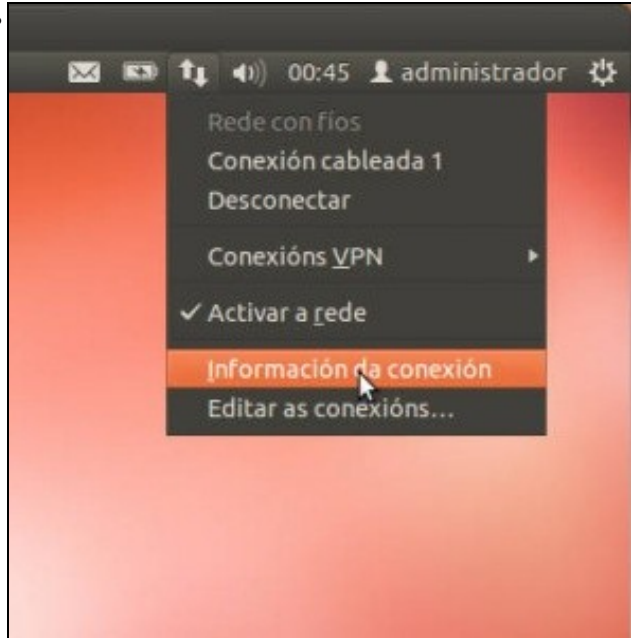 00:45 administrador
Rede con fíos
Conexión cableada 1
Desconectar
Conexións VPN
Activar a rede
Información da conexión
Editar as conexións...